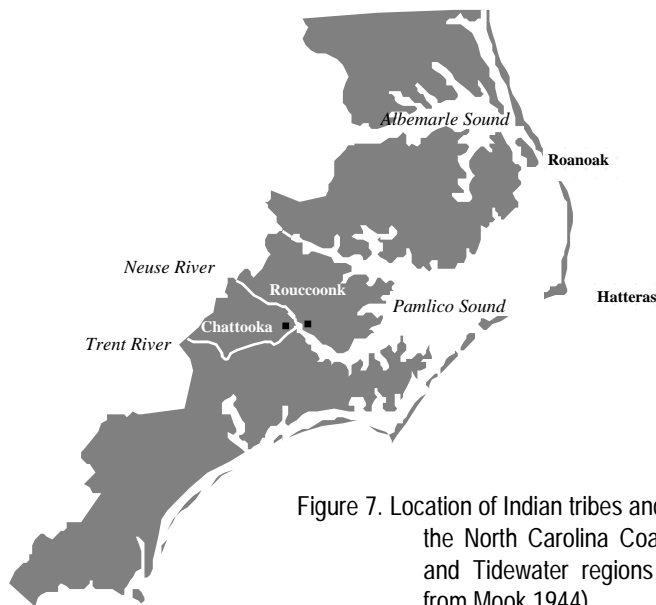 Albemarle Sound
Roanoak
Neuse River
Rouccoonk
Hatteras
Pamlico Sound
Chattooka
Trent River
Figure 7. Location of Indian tribes and
the North Carolina Coa
and Tidewater regions
from Mook 1944)